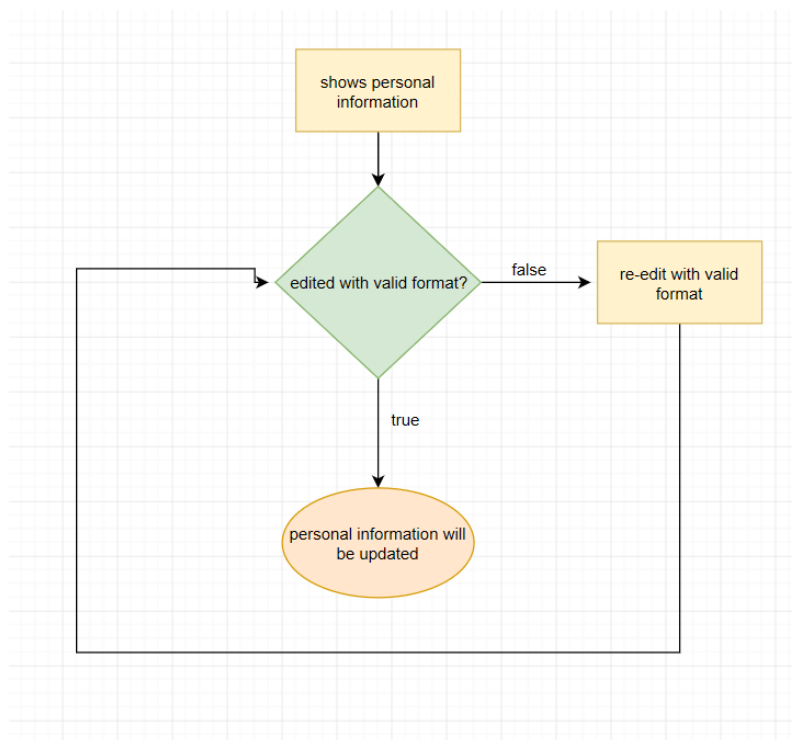 shows personal
information
edited with valid format?
false
re-edit with valid
format
true
personal information will
be updated